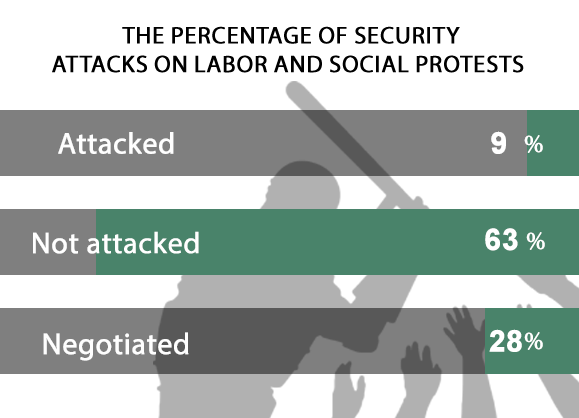 THE PERCENTAGE OF SECURITY
ATTACKS ON LABOR AND SOCIAL PROTESTS
Attacked 9 %
Not attacked 63 %
Negotiated 28%